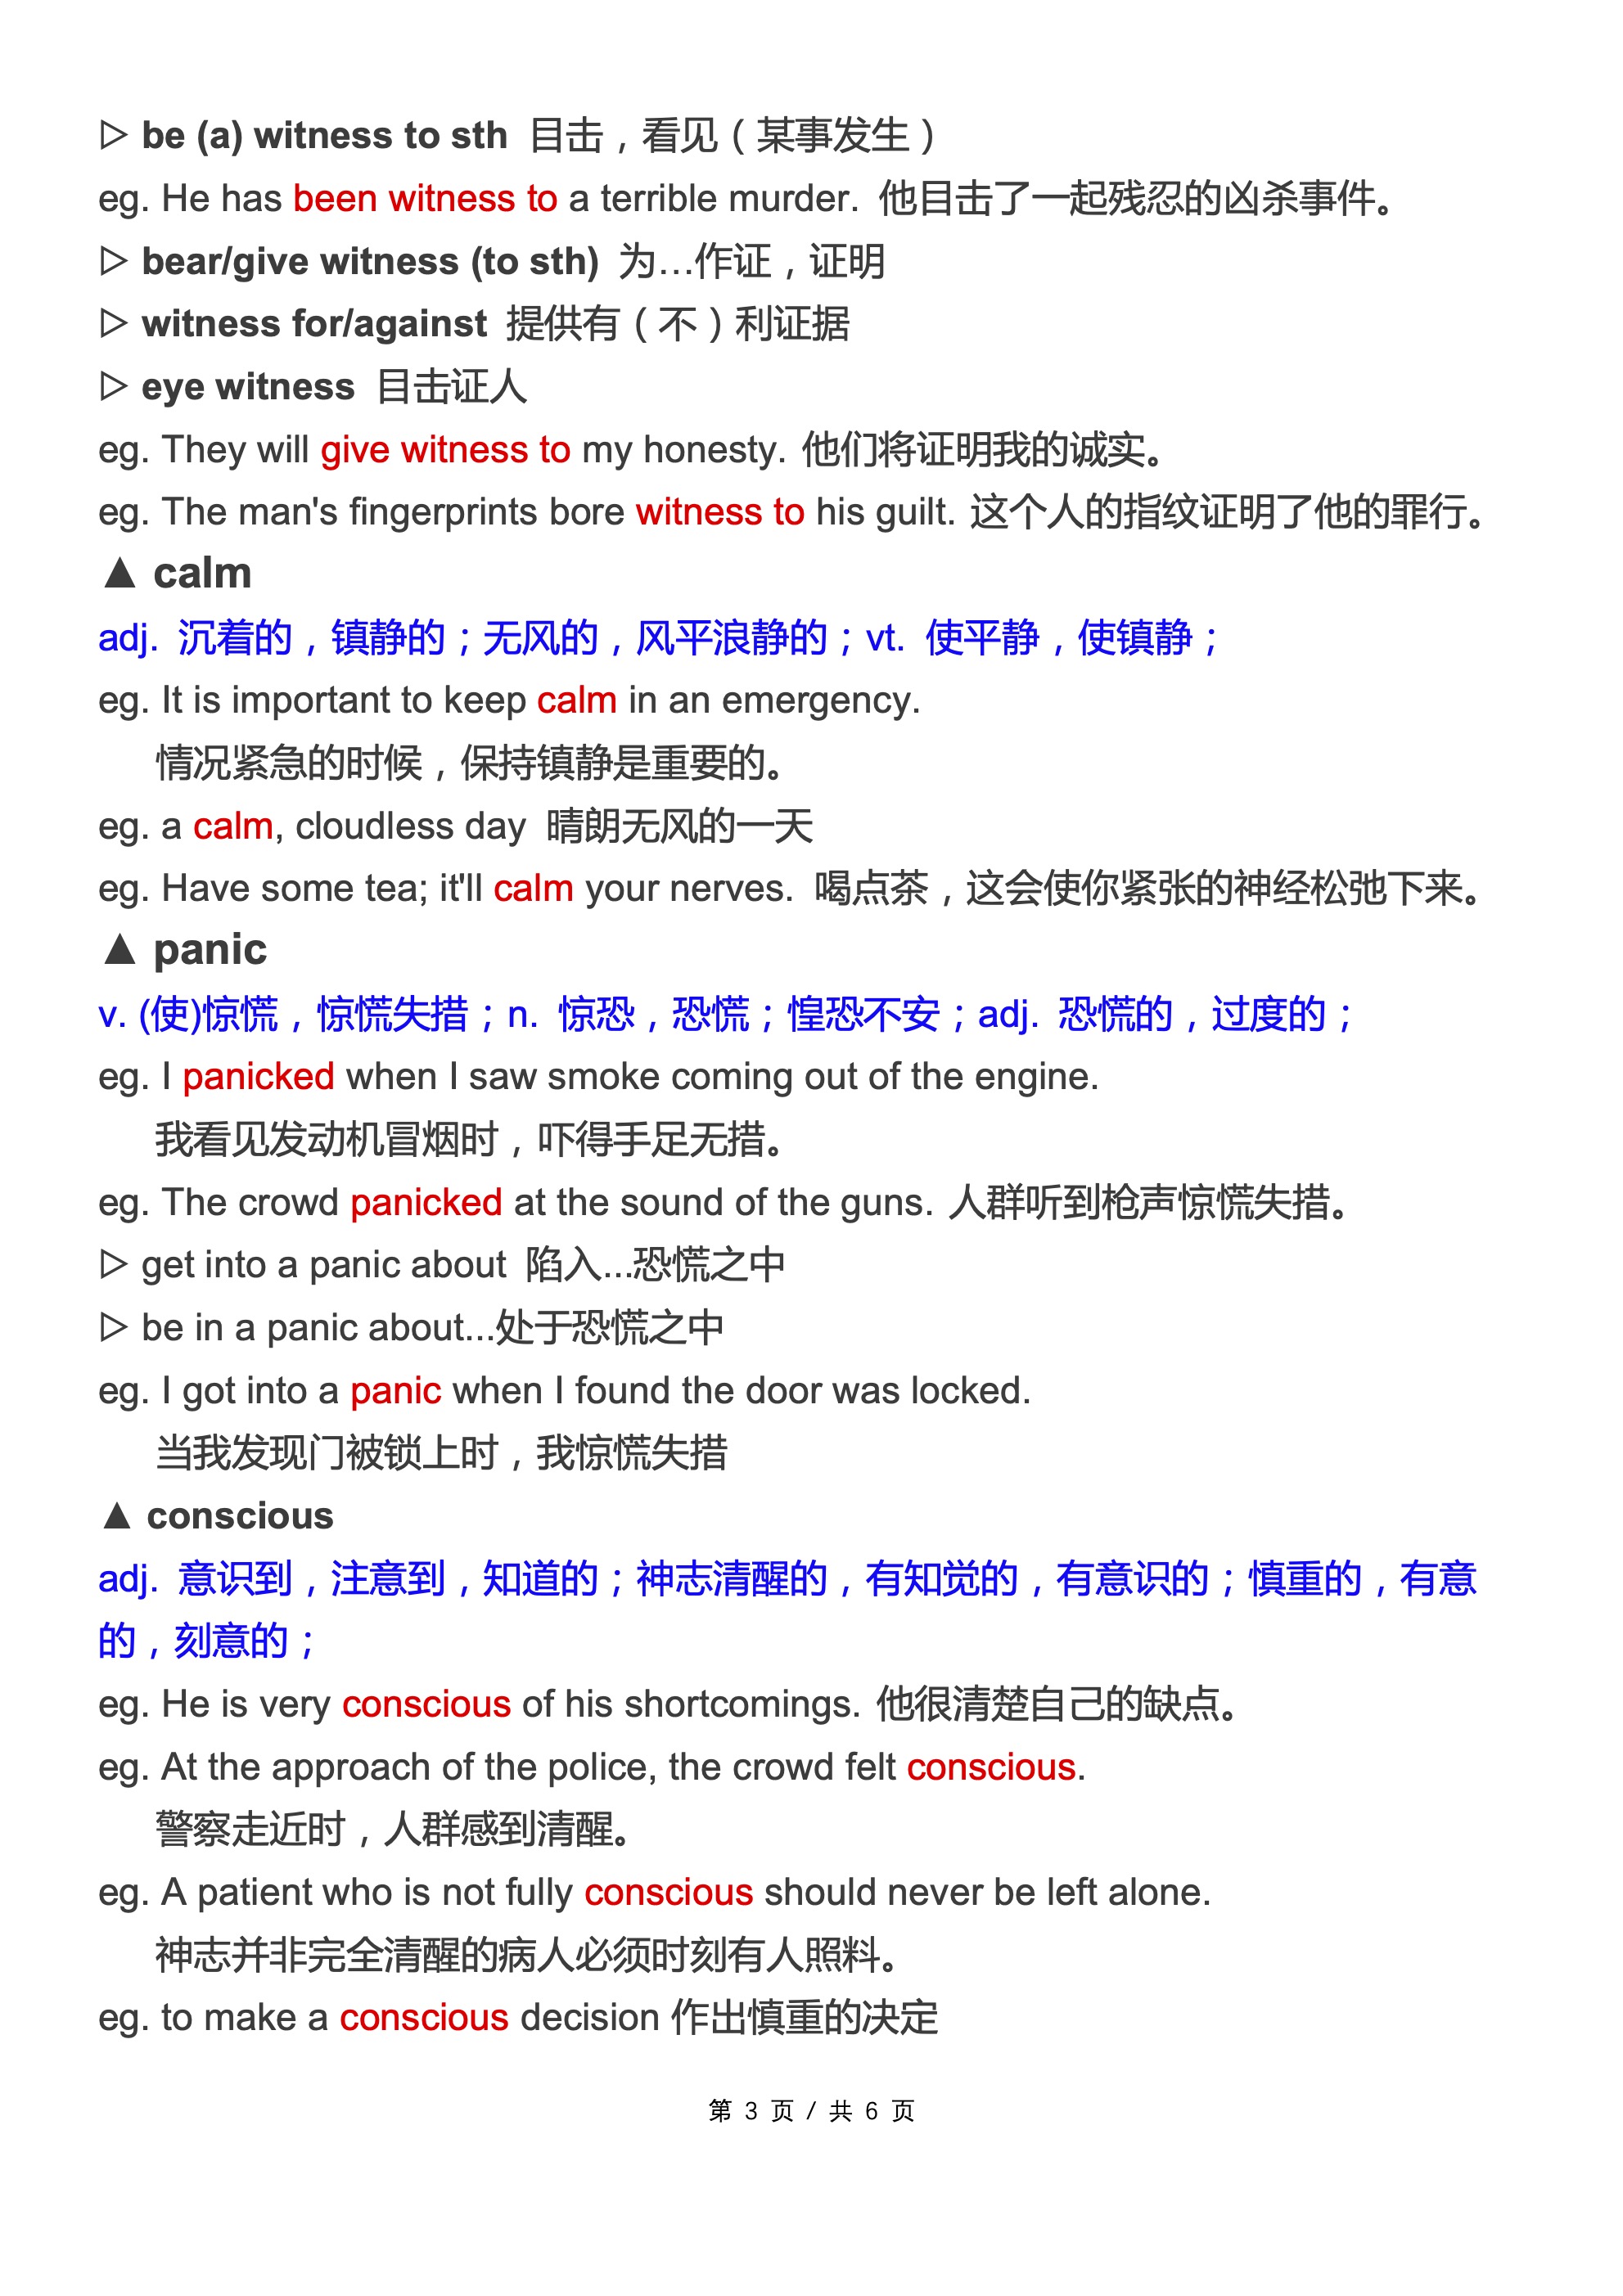 ▷ be (a) witness to sth 目击，看见（某事发生）
eg. He has been witness to a terrible murder. 他目击了一起残忍的凶杀事件。
▷ bear/give witness (to sth) 为…作证，证明
▷ witness for/against 提供有（不）利证据
▷ eye witness 目击证人
eg. They will give witness to my honesty. 他们将证明我的诚实。
eg. The man's fingerprints bore witness to his guilt. 这个人的指纹证明了他的罪行。
▲ calm
adj. 沉着的，镇静的；无风的，风平浪静的；vt. 使平静，使镇静；
eg. It is important to keep calm in an emergency.
情况紧急的时候，保持镇静是重要的。
eg. a calm, cloudless day 晴朗无风的一天
eg. Have some tea; it'll calm your nerves. 喝点茶，这会使你紧张的神经松弛下来。
▲ panic
v. (使)惊慌，惊慌失措；n. 惊恐，恐慌；惶恐不安；adj. 恐慌的，过度的；
eg. I panicked when I saw smoke coming out of the engine.
我看见发动机冒烟时，吓得手足无措。
eg. The crowd panicked at the sound of the guns. 人群听到枪声惊慌失措。
▷ get into a panic about 陷入...恐慌之中
▷ be in a panic about...处于恐慌之中
eg. I got into a panic when I found the door was locked.
当我发现门被锁上时，我惊慌失措
▲ conscious
adj. 意识到，注意到，知道的；神志清醒的，有知觉的，有意识的；慎重的，有意
的，刻意的；
eg. He is very conscious of his shortcomings. 他很清楚自己的缺点。
eg. At the approach of the police, the crowd felt conscious.
警察走近时，人群感到清醒。
eg. A patient who is not fully conscious should never be left alone.
神志并非完全清醒的病人必须时刻有人照料。
eg. to make a conscious decision 作出慎重的决定
第 3 页 / 共 6 页